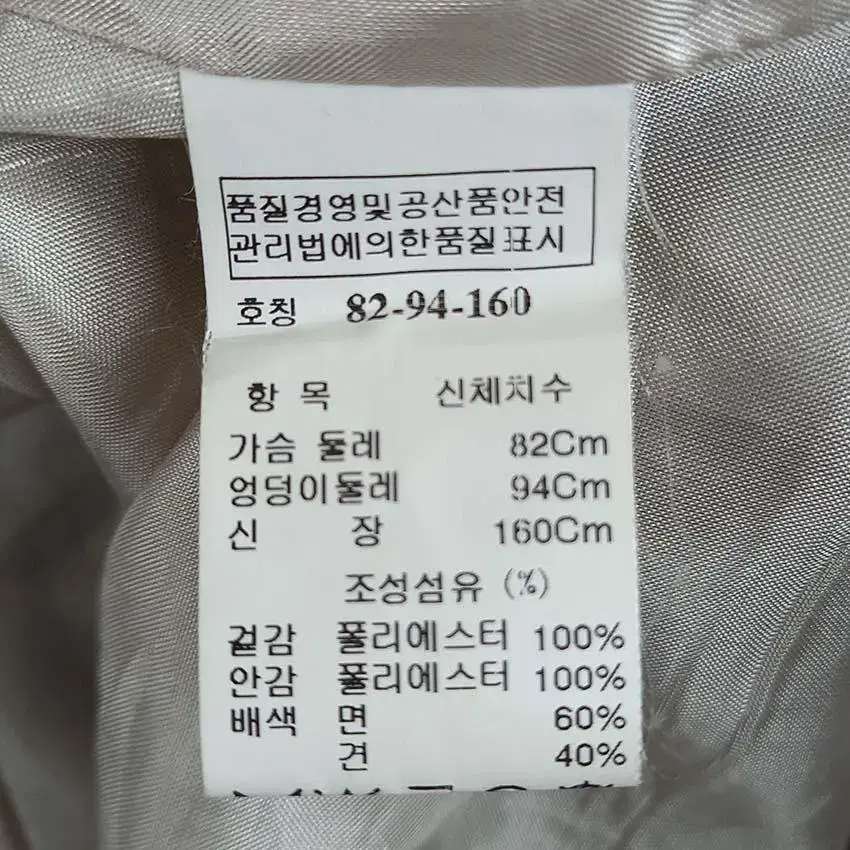 품질경영및공산품안전
관리법에의한품질표시
호칭 82-94-160
항 목 신체치수
가슴 둘레 82Cm
엉덩이둘레 94Cm
신 장 160Cm
조성섬유 (%)
겉감 폴리에스터 100%
안감 폴리에스터 100%
배색 면 60%
견 40%